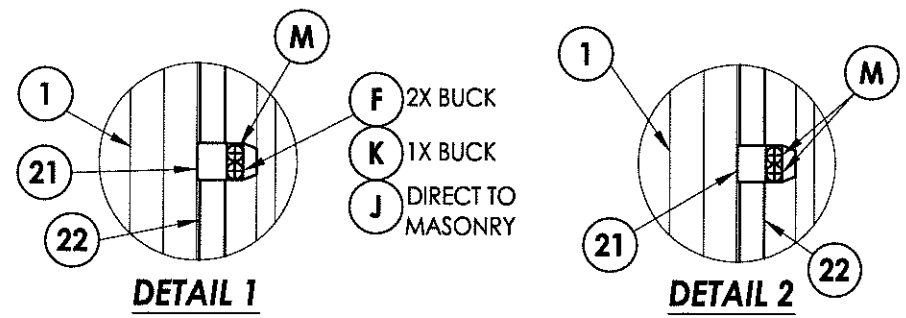 M
1
F 2X BUCK
K 1X BUCK
21
J DIRECT TO
MASONRY
22
DETAIL 1
1
M
21
22
DETAIL 2